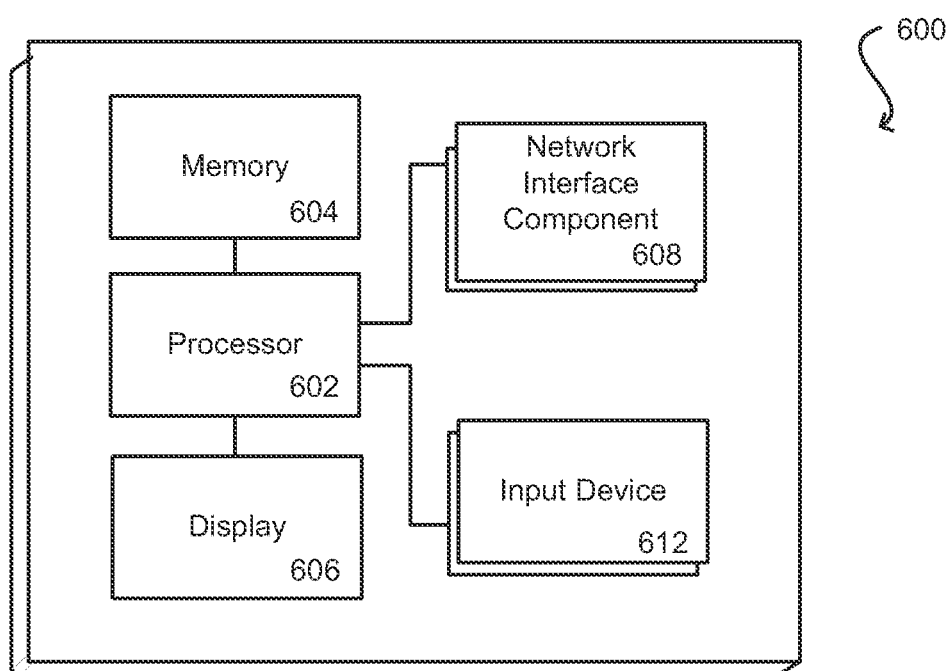 600
Memory
604
Network
Interface
Component
608
Processor
602
Input Device
612
Display
606